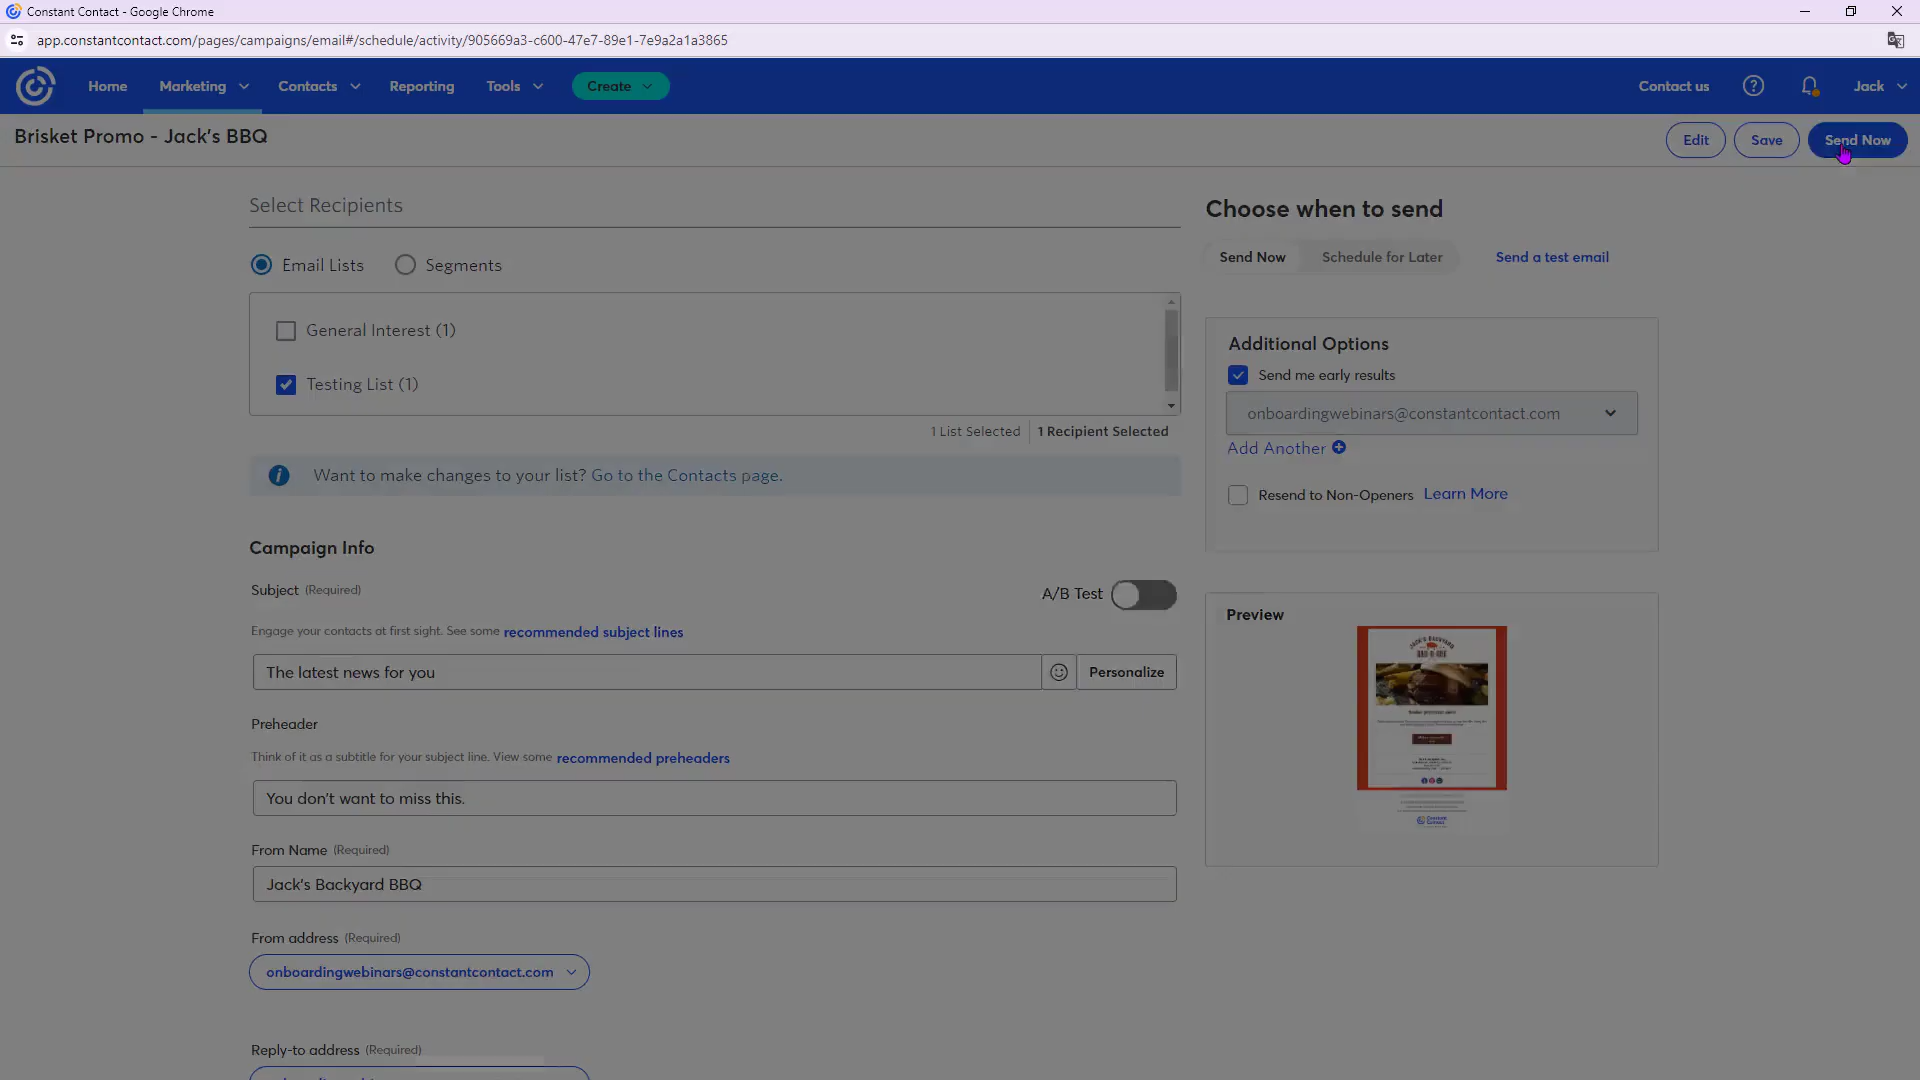 Constant Contact - Google Chrome
app.constantcontact.com/pages/campaigns/email#/schedule/activity/905669a3-c600-47e7-89e1-7e9a2a1a3865
Home
Marketing
Contacts
Reporting
Tools
Create
Contact us
Jack
Brisket Promo - Jack's BBQ
Edit
Save
Send Now
Select Recipients
Email Lists
Segments
General Interest (1)
Testing List (1)
1 List Selected
1 Recipient Selected
Want to make changes to your list? Go to the Contacts page.
Campaign Info
Subject (Required)
A/B Test
Engage your contacts at first sight. See some recommended subject lines
The latest news for you
Personalize
Preheader
Think of it as a subtitle for your subject line. View some recommended preheaders
You don't want to miss this.
From Name (Required)
Jack's Backyard BBQ
From address (Required)
onboardingwebinars@constantcontact.com
Reply-to address (Required)
Choose when to send
Send Now
Schedule for Later
Send a test email
Additional Options
Send me early results
onboardingwebinars@constantcontact.com
Add Another
Resend to Non-Openers Learn More
Preview